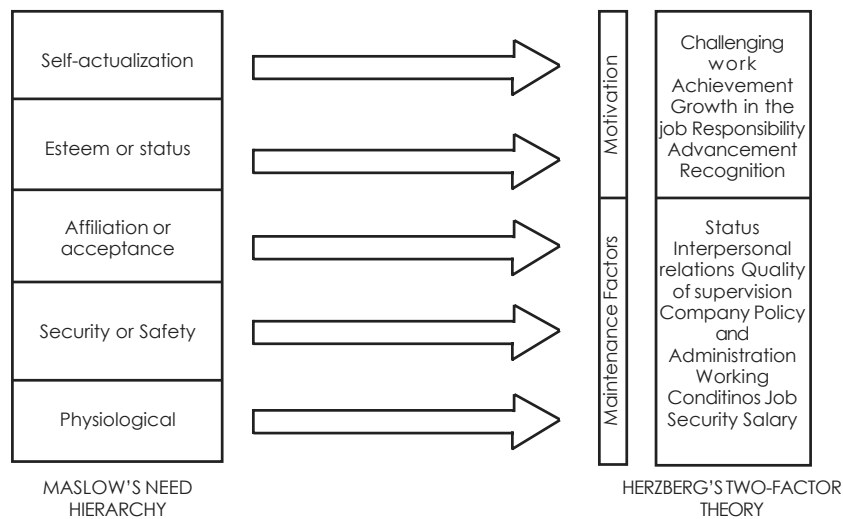 Self-actualization
Esteem or status
Affiliation or
acceptance
Security or Safety
Physiological
MASLOW'S NEED
HIERARCHY
Motivation
Maintenance Factors
Challenging
work
Achievement
Growth in the
job Responsibility
Advancement
Recognition
Status
Interpersonal
relations Quality
of supervision
Company Policy
and
Administration
Working
Conditinos Job
Security Salary
HERZBERG'S TWO-FACTOR
THEORY